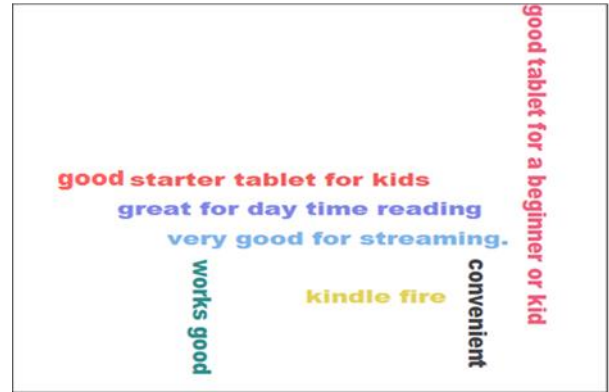 good tablet for a beginner or kid
good starter tablet for kids
great for day time reading
very good for streaming.
works good
kindle fire
convenient